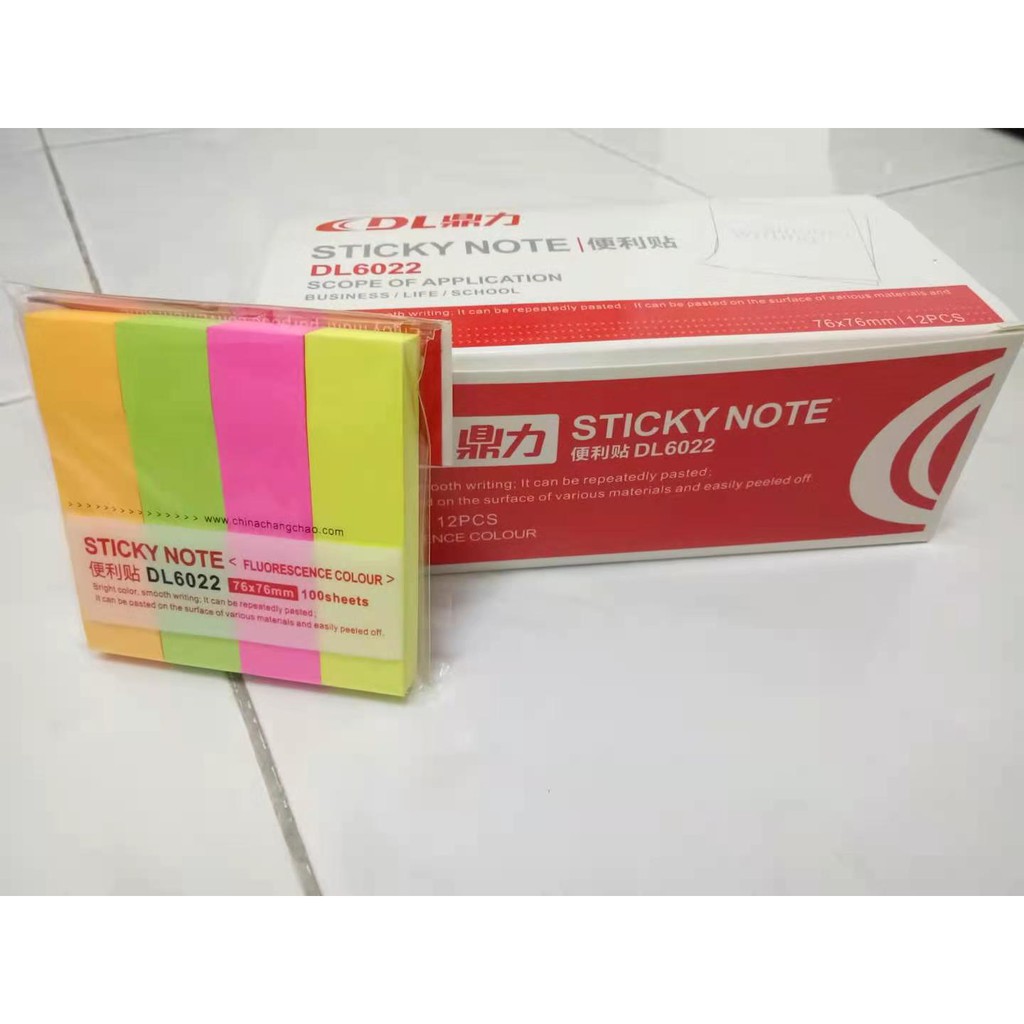 DL鼎力
STICKY NOTE | 便利贴
DL6022
SCOPE OF APPLICATION
BUSINESS / LIFE / SCHOOL
writing; It can be repeatedly pasted; It can be pasted on the surface of various materials and
76x76mm | 12PCS
鼎力
STICKY NOTE
便利贴 DL6022
smooth writing; It can be repeatedly pasted;
on the surface of various materials and easily peeled off.
| 12PCS
COLOUR
>>>>>>>>>>>>>>> www.chinachangchao.com
STICKY NOTE < FLUORESCENCE COLOUR >
便利贴 DL6022 76x76mm 100sheets
Bright color, smooth writing; It can be repeatedly pasted;
It can be pasted on the surface of various materials and easily peeled off.